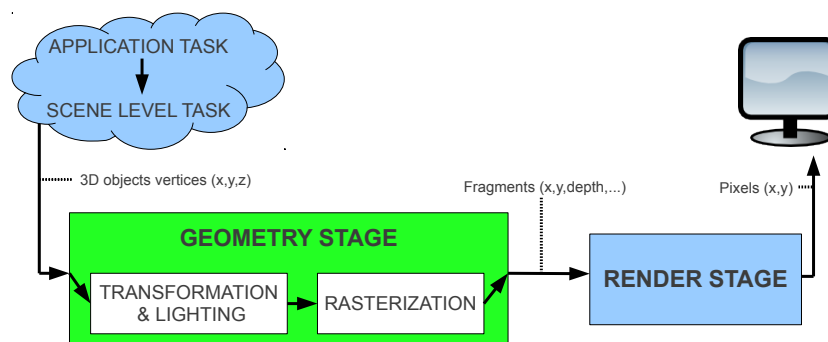 APPLICATION TASK
SCENE LEVEL TASK
3D objects vertices (x,y,z)
Fragments (x,y,depth,...)
Pixels (x,y)
GEOMETRY STAGE
TRANSFORMATION
& LIGHTING
RASTERIZATION
RENDER STAGE